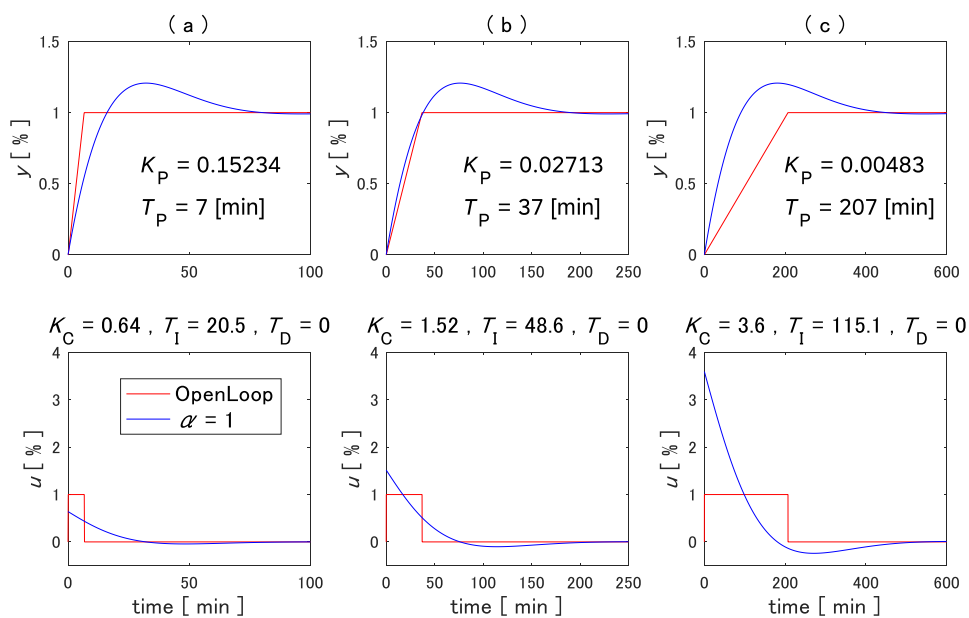 ( a )
1.5
1
0.5
0
y [ % ]
K_P = 0.15234
T_P = 7 [min]
0 50 100
( b )
1.5
1
0.5
0
y [ % ]
K_P = 0.02713
T_P = 37 [min]
0 50 100 150 200 250
( c )
1.5
1
0.5
0
y [ % ]
K_P = 0.00483
T_P = 207 [min]
0 200 400 600
K_C = 0.64 , T_I = 20.5 , T_D = 0
4
3
2
1
0
u [ % ]
OpenLoop
α = 1
0 50 100
time [ min ]
K_C = 1.52 , T_I = 48.6 , T_D = 0
4
3
2
1
0
u [ % ]
0 50 100 150 200 250
time [ min ]
K_C = 3.6 , T_I = 115.1 , T_D = 0
4
3
2
1
0
u [ % ]
0 200 400 600
time [ min ]